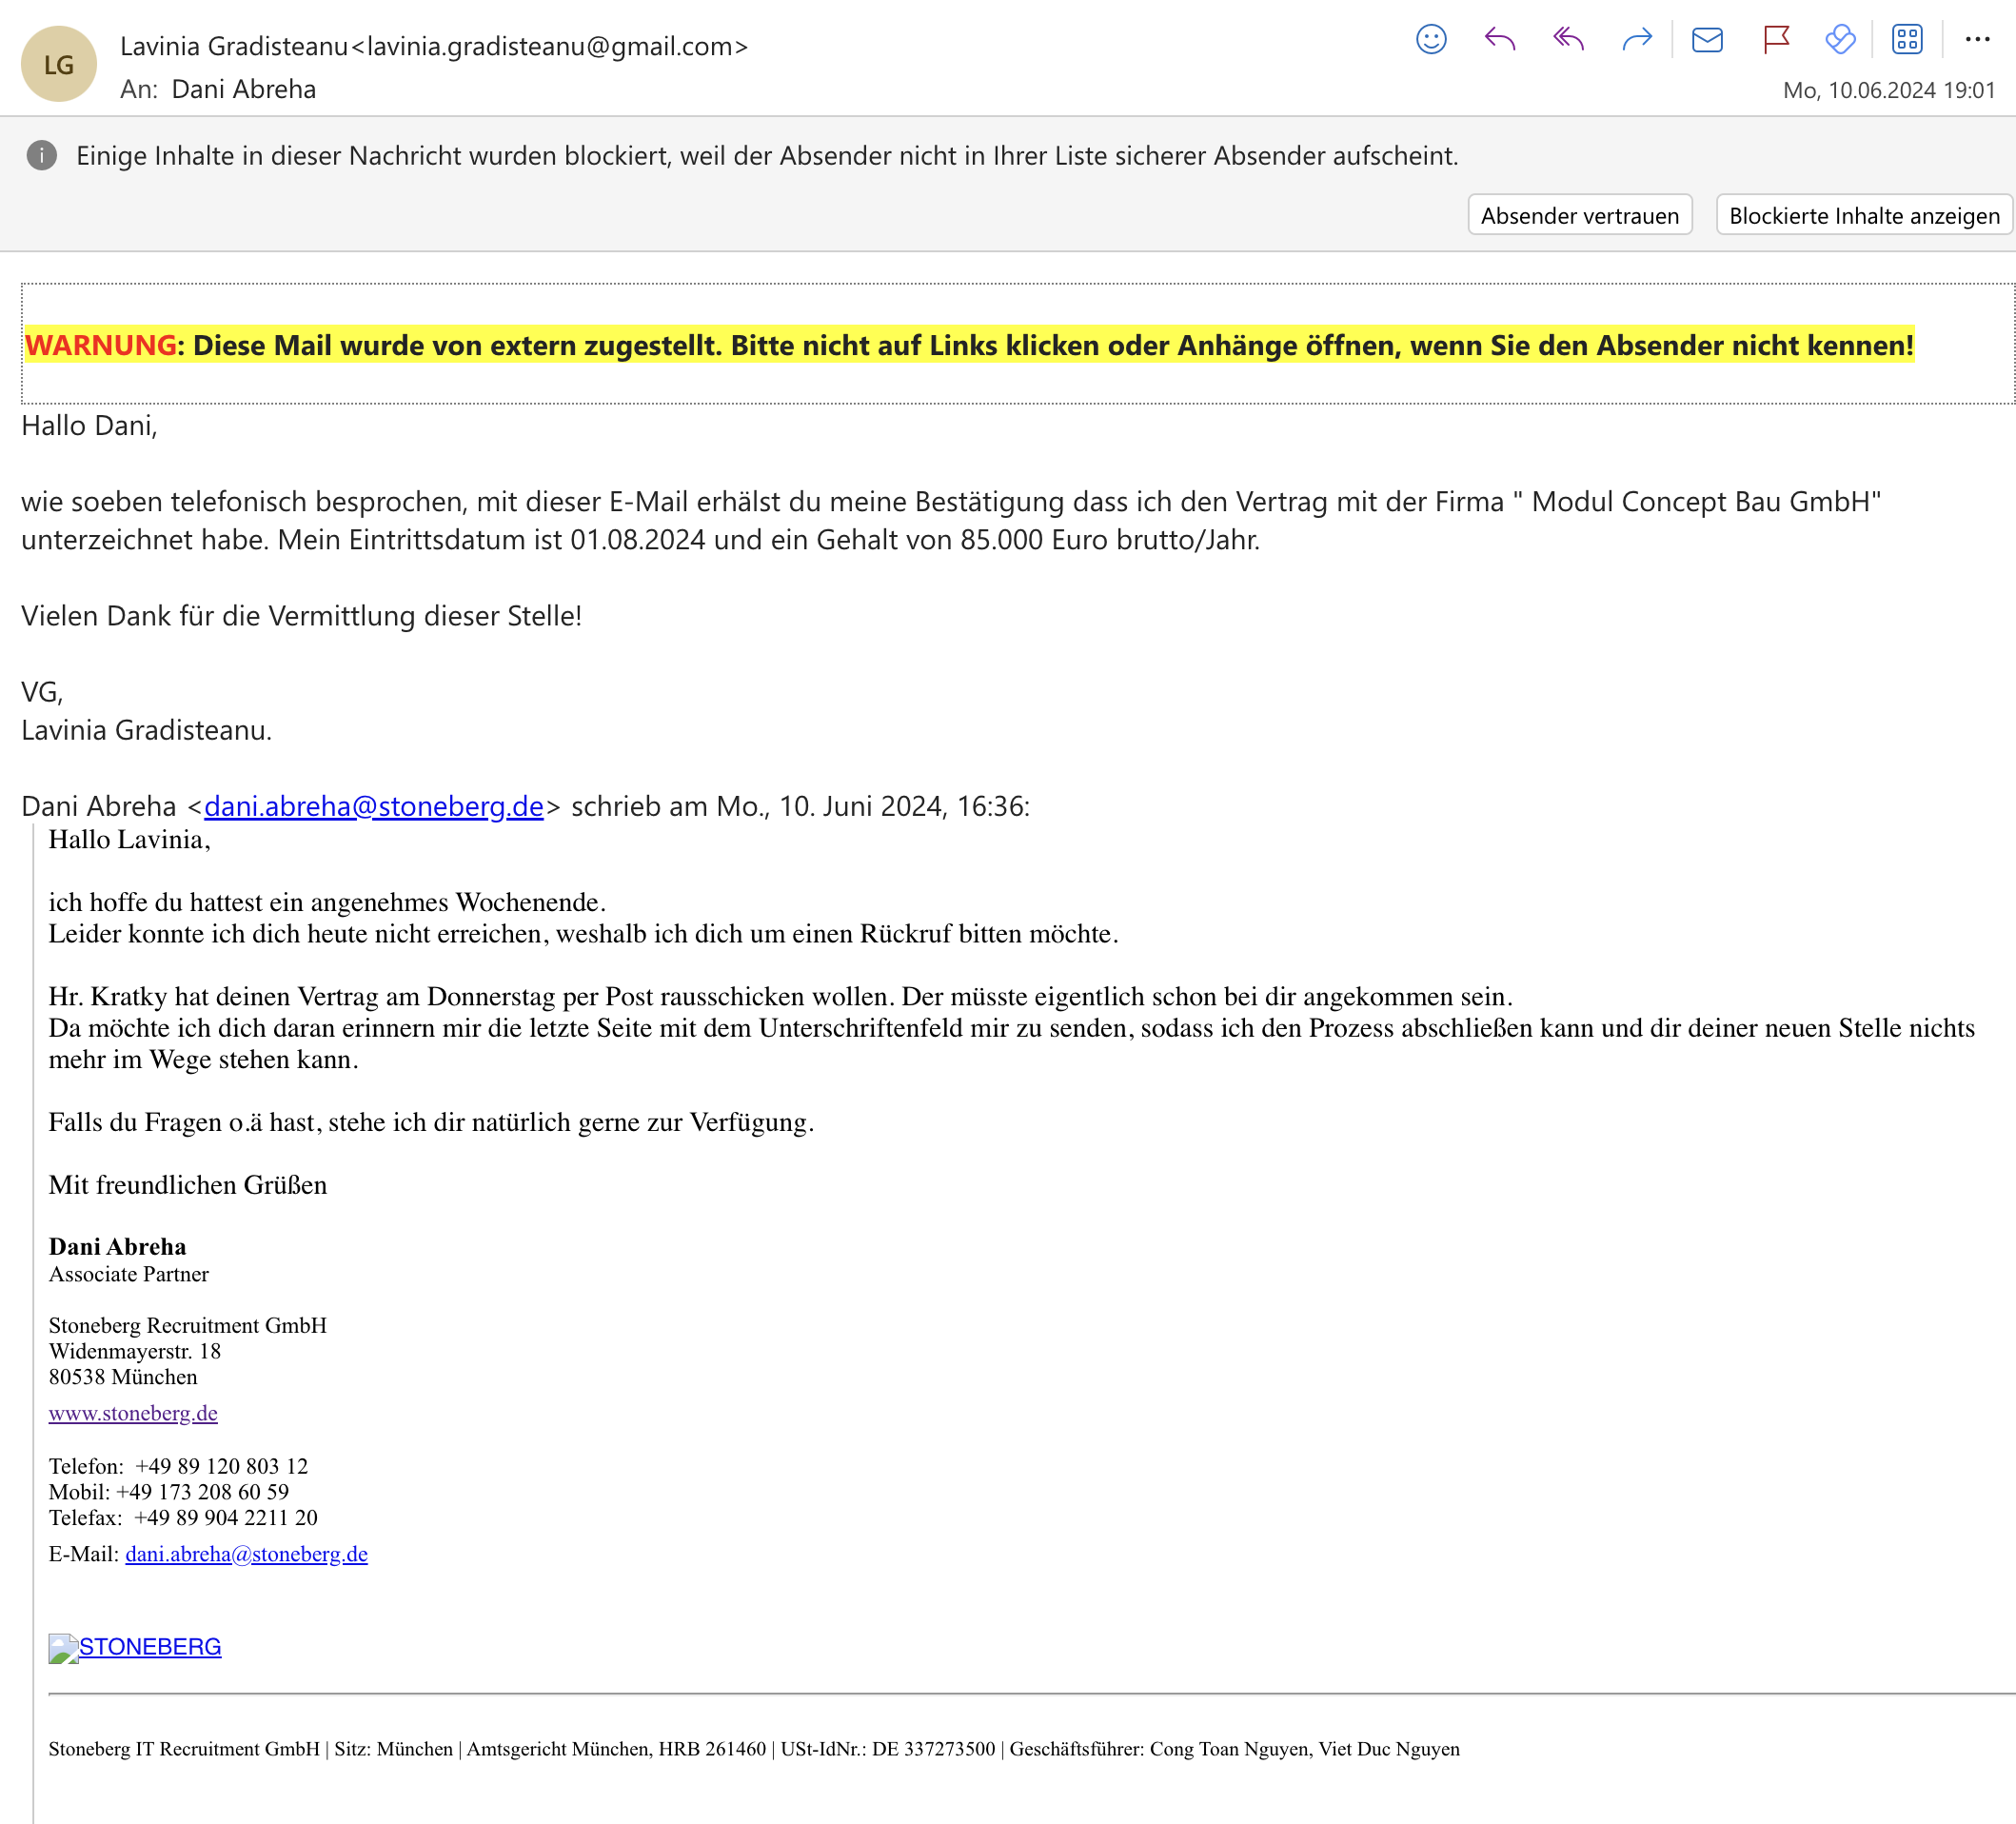 LG
Lavinia Gradisteanu<lavinia.gradisteanu@gmail.com>
An: Dani Abreha
Mo, 10.06.2024 19:01
Einige Inhalte in dieser Nachricht wurden blockiert, weil der Absender nicht in Ihrer Liste sicherer Absender aufscheint.
Absender vertrauen
Blockierte Inhalte anzeigen
WARNUNG: Diese Mail wurde von extern zugestellt. Bitte nicht auf Links klicken oder Anhänge öffnen, wenn Sie den Absender nicht kennen!
Hallo Dani,
wie soeben telefonisch besprochen, mit dieser E-Mail erhälst du meine Bestätigung dass ich den Vertrag mit der Firma " Modul Concept Bau GmbH"
unterzeichnet habe. Mein Eintrittsdatum ist 01.08.2024 und ein Gehalt von 85.000 Euro brutto/Jahr.
Vielen Dank für die Vermittlung dieser Stelle!
VG,
Lavinia Gradisteanu.
Dani Abreha <dani.abreha@stoneberg.de> schrieb am Mo., 10. Juni 2024, 16:36:
Hallo Lavinia,
ich hoffe du hattest ein angenehmes Wochenende.
Leider konnte ich dich heute nicht erreichen, weshalb ich dich um einen Rückruf bitten möchte.
Hr. Kratky hat deinen Vertrag am Donnerstag per Post rausschicken wollen. Der müsste eigentlich schon bei dir angekommen sein.
Da möchte ich dich daran erinnern mir die letzte Seite mit dem Unterschriftenfeld mir zu senden, sodass ich den Prozess abschließen kann und dir deiner neuen Stelle nichts
mehr im Wege stehen kann.
Falls du Fragen o.ä hast, stehe ich dir natürlich gerne zur Verfügung.
Mit freundlichen Grüßen
Dani Abreha
Associate Partner
Stoneberg Recruitment GmbH
Widenmayerstr. 18
80538 München
www.stoneberg.de
Telefon:  +49 89 120 803 12
Mobil: +49 173 208 60 59
Telefax:  +49 89 904 2211 20
E-Mail: dani.abreha@stoneberg.de
STONEBERG
Stoneberg IT Recruitment GmbH | Sitz: München | Amtsgericht München, HRB 261460 | USt-IdNr.: DE 337273500 | Geschäftsführer: Cong Toan Nguyen, Viet Duc Nguyen